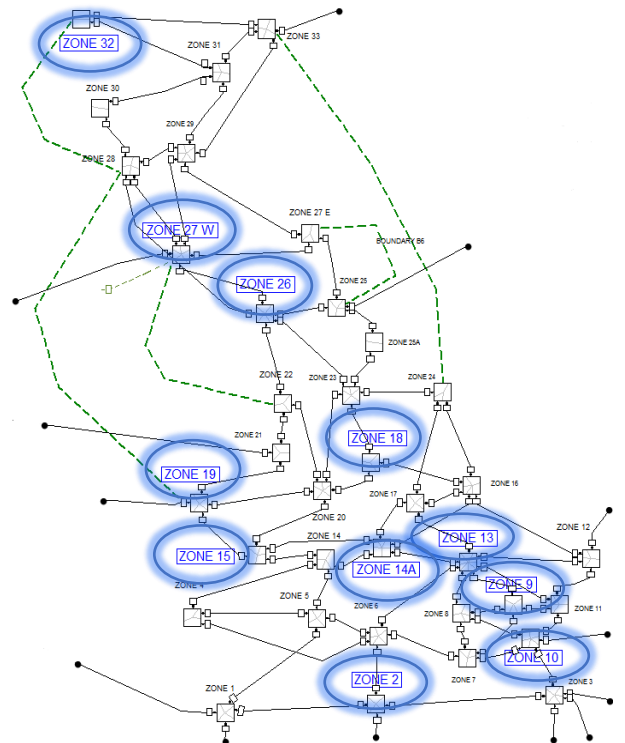 ZONE 32
ZONE 33
ZONE 31
ZONE 30
ZONE 29
ZONE 28
ZONE 27 E
ZONE 27 W
BOUNDARY B6
ZONE 26
ZONE 25
ZONE 25A
ZONE 22
ZONE 23
ZONE 24
ZONE 21
ZONE 18
ZONE 19
ZONE 16
ZONE 17
ZONE 20
ZONE 12
ZONE 14
ZONE 13
ZONE 15
ZONE 14A
ZONE 9
ZONE 4
ZONE 5
ZONE 6
ZONE 8
ZONE 11
ZONE 10
ZONE 7
ZONE 2
ZONE 1
ZONE 3